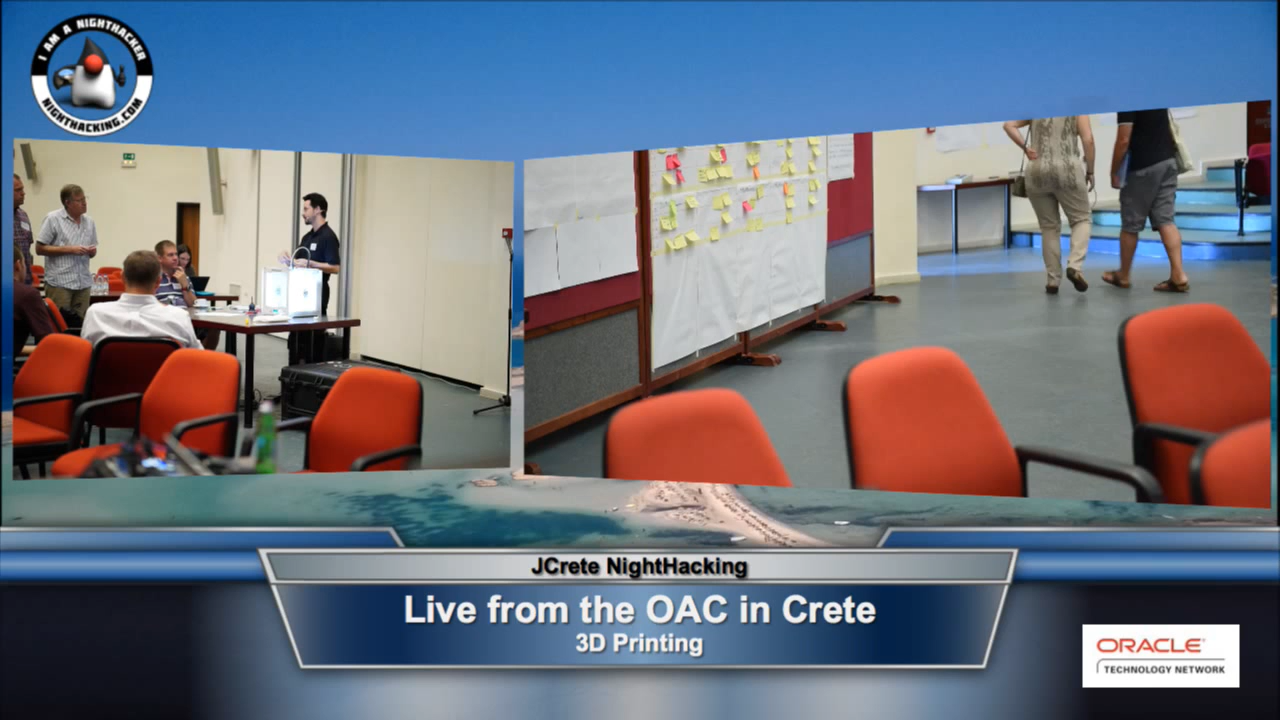 I AM A NIGHTHACKER
NIGHTHACKING.COM
JCrete NightHacking
Live from the OAC in Crete
3D Printing
ORACLE
TECHNOLOGY NETWORK